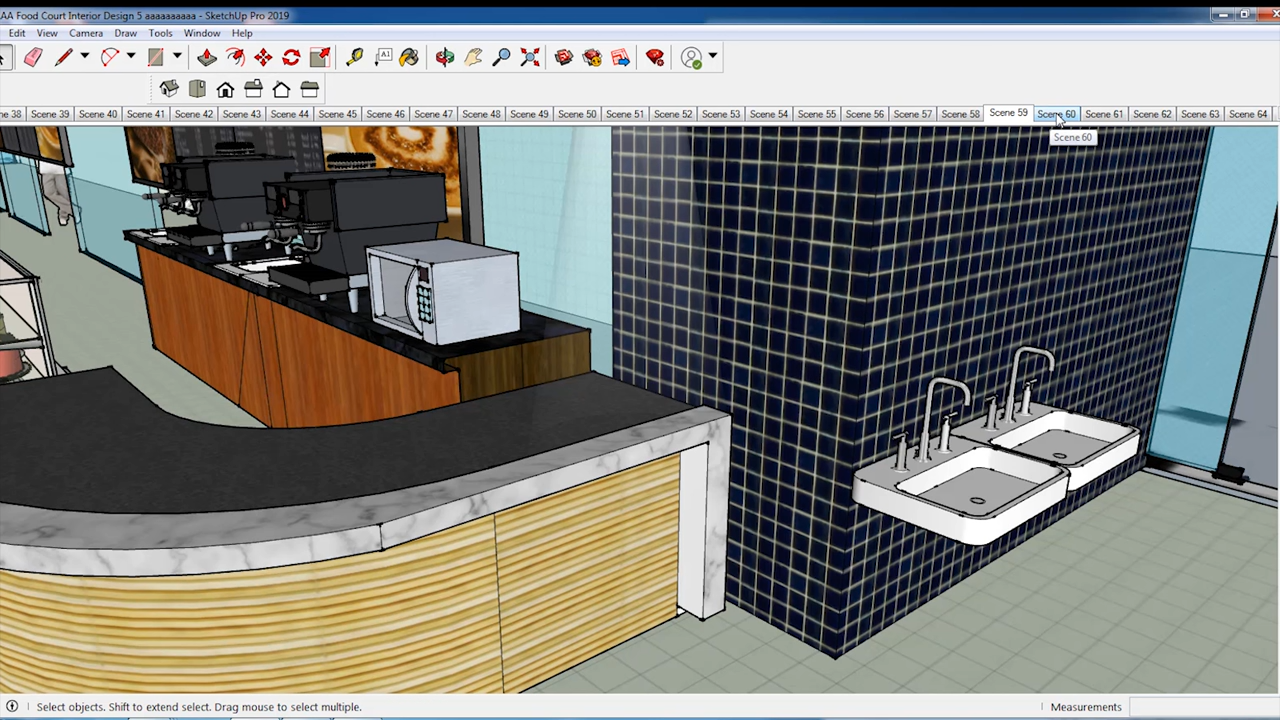 AA Food Court Interior Design 5 aaaaaaaaaa - SketchUp Pro 2019
Edit View Camera Draw Tools Window Help
A1
ne 38 Scene 39 Scene 40 Scene 41 Scene 42 Scene 43 Scene 44 Scene 45 Scene 46 Scene 47 Scene 48 Scene 49 Scene 50 Scene 51 Scene 52 Scene 53 Scene 54 Scene 55 Scene 56 Scene 57 Scene 58 Scene 59 Scene 60 Scene 61 Scene 62 Scene 63 Scene 64
Scene 60
Select objects. Shift to extend select. Drag mouse to select multiple. Measurements